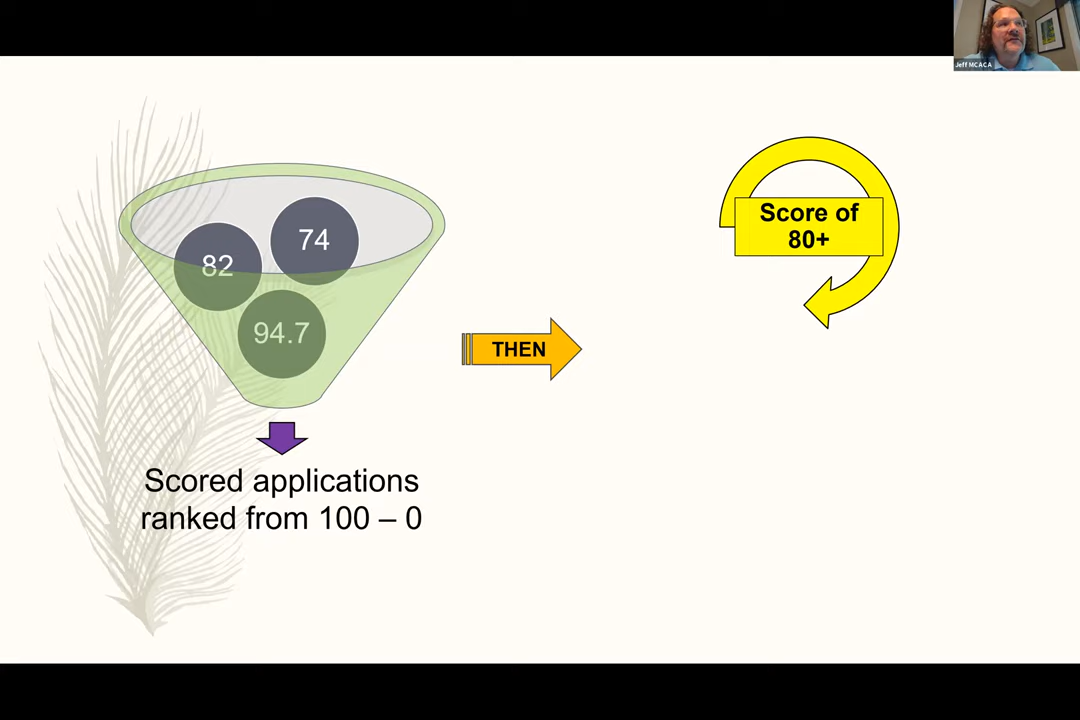 Jeff MCACA
74
82
94.7
Score of
80+
THEN
Scored applications
ranked from 100 – 0